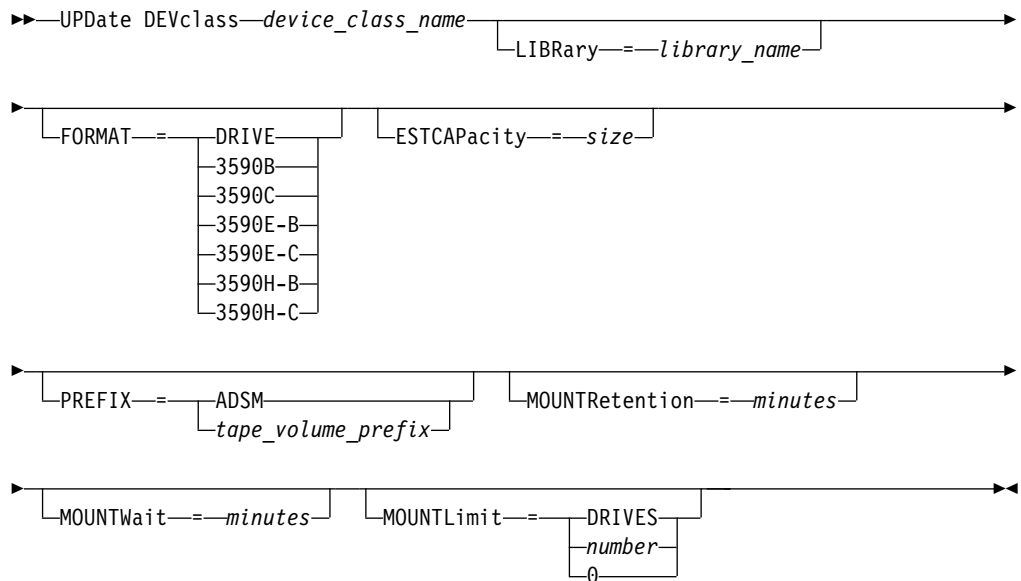 UPDate DEVclass device_class_name
LIBRary = library_name
FORMAT = DRIVE
3590B
3590C
3590E-B
3590E-C
3590H-B
3590H-C
ESTCAPacity = size
PREFIX = ADSM
tape_volume_prefix
MOUNTRetention = minutes
MOUNTWait = minutes
MOUNTLimit = DRIVES
number
0